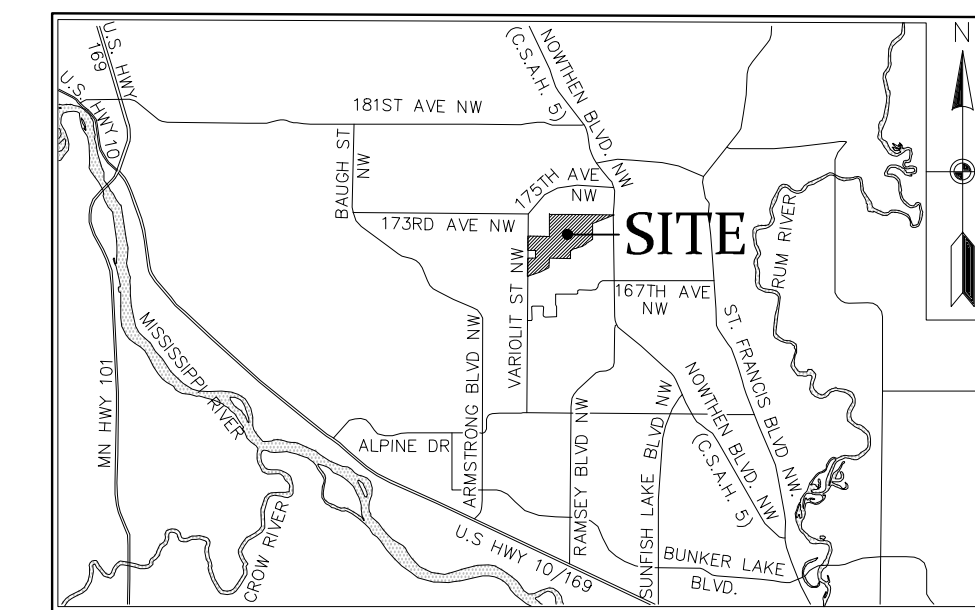 N
U.S. HWY
169
U.S. HWY 10
NOWTHEN BLVD. NW
(C.S.A.H. 5)
181ST AVE NW
BAUGH ST
NW
175TH AVE
NW
173RD AVE NW
SITE
RUM RIVER
VARIOLIT ST NW
167TH AVE
NW
ST. FRANCIS BLVD NW.
MISSISSIPPI
RIVER
MN HWY 101
ARMSTRONG BLVD NW
ALPINE DR
RAMSEY BLVD NW
SUNFISH LAKE BLVD NW
NOWTHEN BLVD. NW
(C.S.A.H. 5)
CROW RIVER
U.S HWY 10/169
BUNKER LAKE
BLVD.